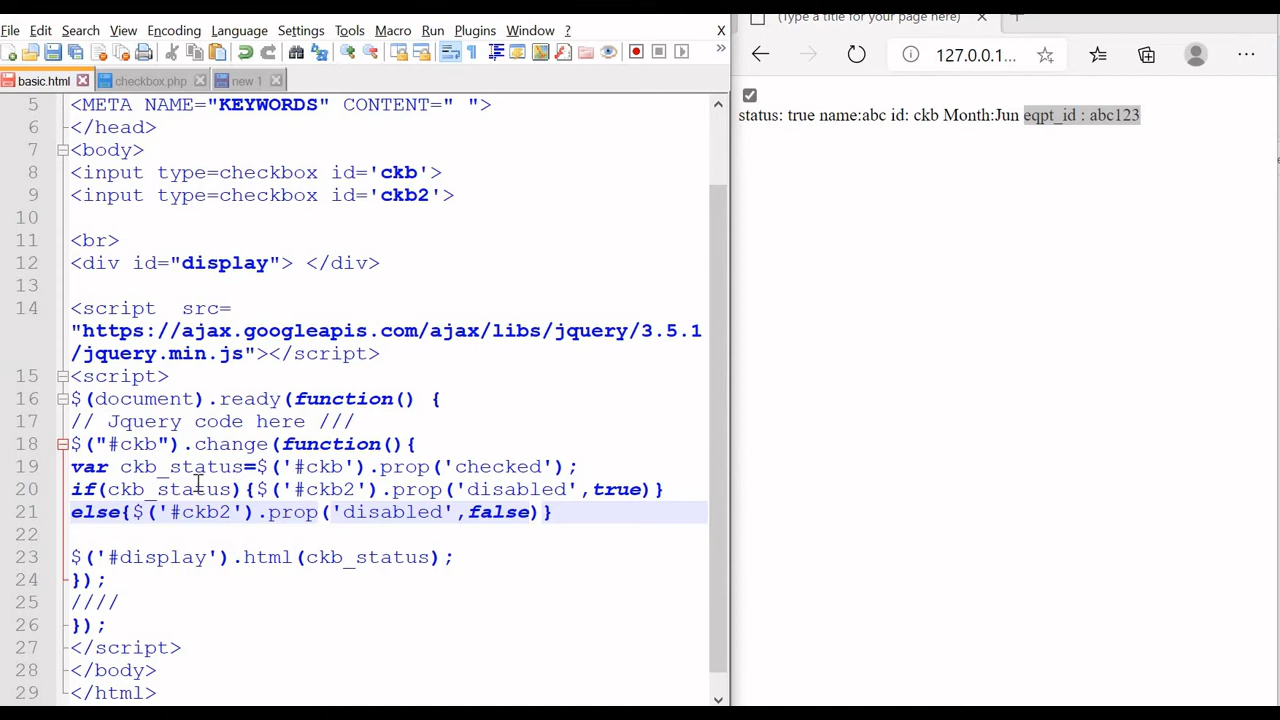 File Edit Search View Encoding Language Settings Tools Macro Run Plugins Window ? X
basic.html checkbox.php new 1
5 <META NAME="KEYWORDS" CONTENT=" ">
6 </head>
7 <body>
8 <input type=checkbox id='ckb'>
9 <input type=checkbox id='ckb2'>
10
11 <br>
12 <div id="display"> </div>
13
14 <script src=
"https://ajax.googleapis.com/ajax/libs/jquery/3.5.1
/jquery.min.js"></script>
15 <script>
16 $(document).ready(function() {
17 // Jquery code here ///
18 $("#ckb").change(function(){
19 var ckb_status=$('#ckb').prop('checked');
20 if(ckb_status){$('#ckb2').prop('disabled',true)}
21 else{$('#ckb2').prop('disabled',false)}
22
23 $('#display').html(ckb_status);
24 });
25 ////
26 });
27 </script>
28 </body>
29 </html>
(Type a title for your page here)
127.0.0.1...
status: true name:abc id: ckb Month:Jun eqpt_id : abc123